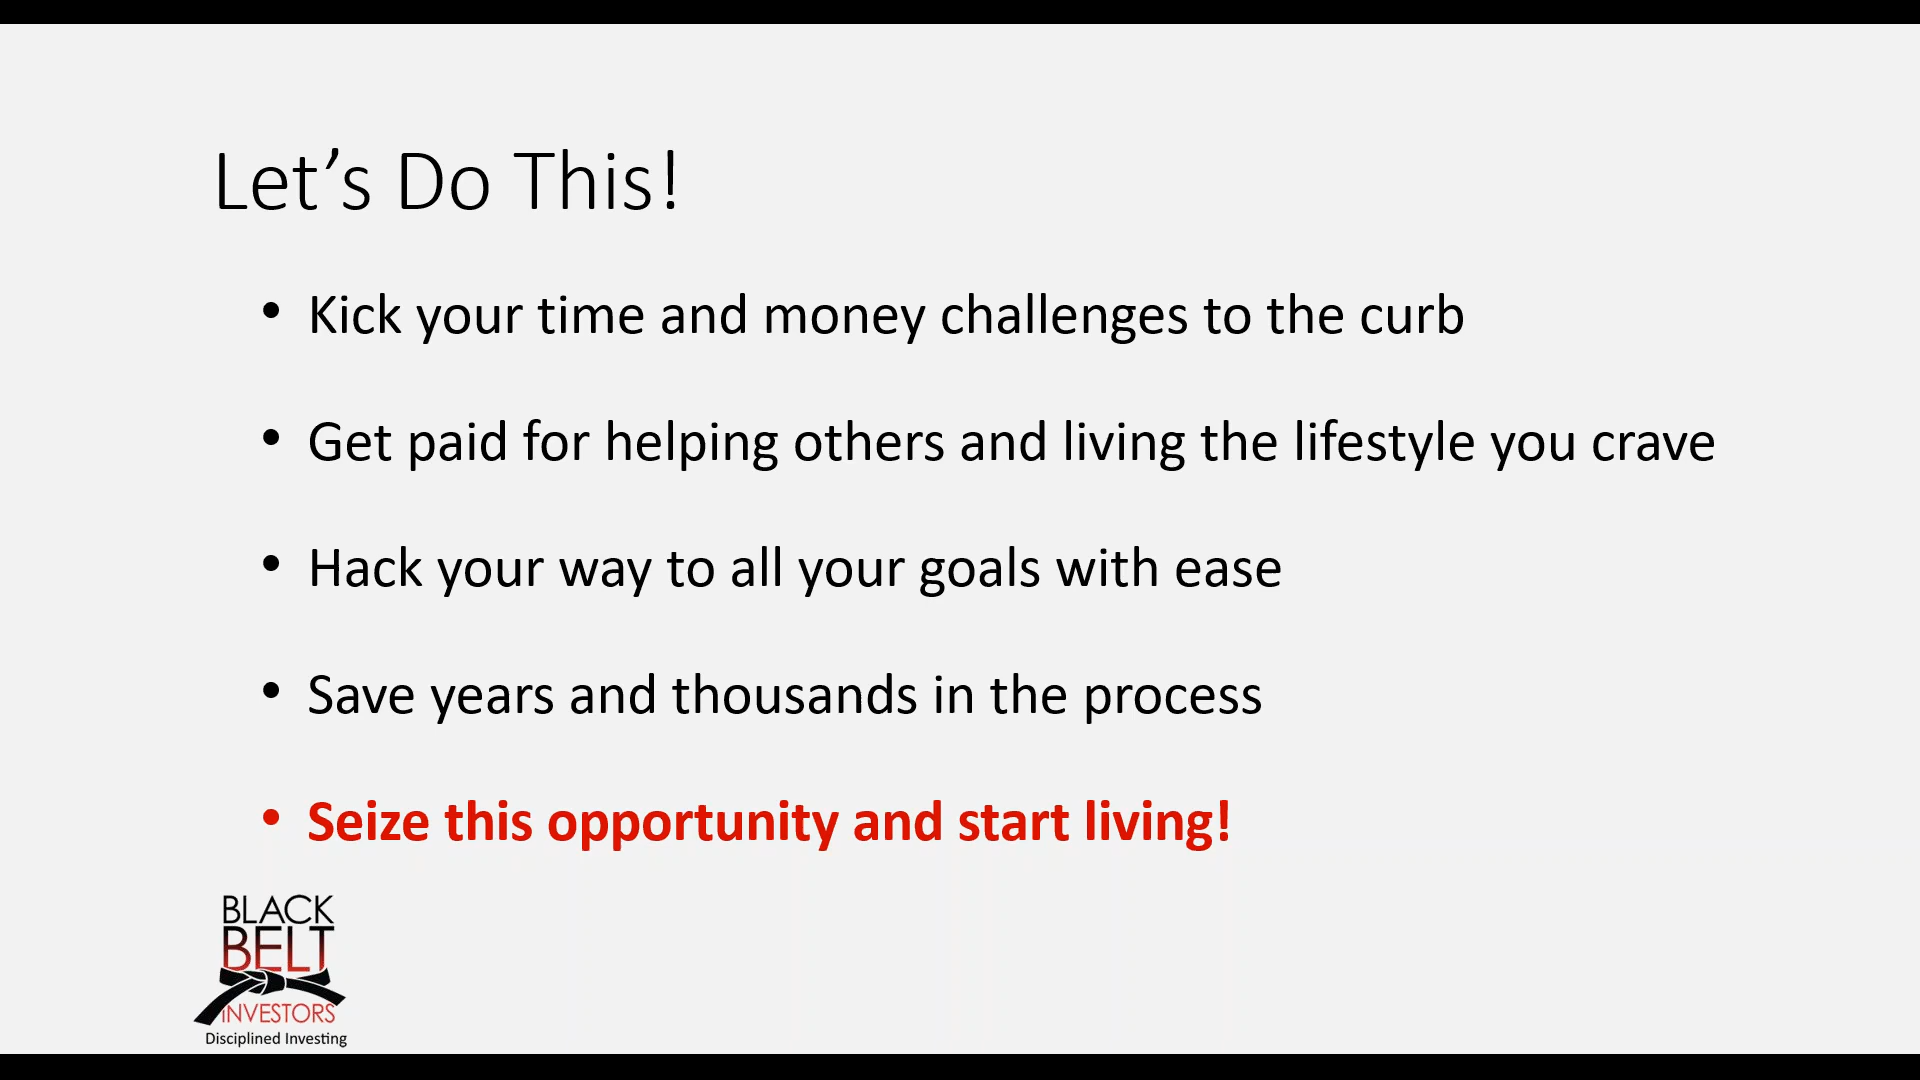 Let’s Do This!
• Kick your time and money challenges to the curb
• Get paid for helping others and living the lifestyle you crave
• Hack your way to all your goals with ease
• Save years and thousands in the process
• Seize this opportunity and start living!
BLACK
BELT
INVESTORS
Disciplined Investing